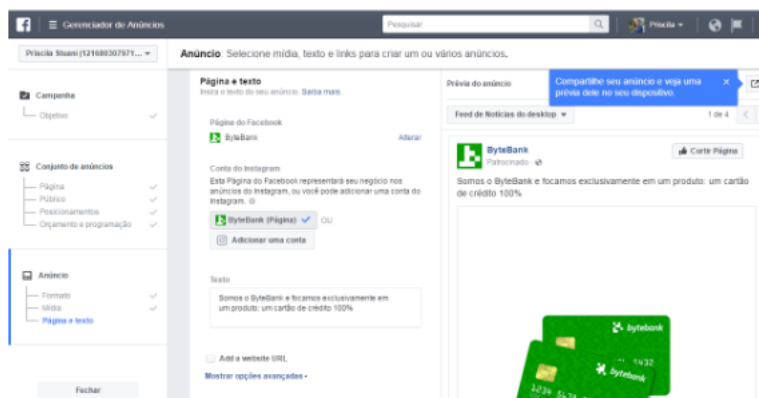 Gerenciador de Anúncios
Pesquisar
Priscila
Priscila Stuani (121680307971...
Anúncio: Selecione mídia, texto e links para criar um ou vários anúncios.
Campanha
Objetivo
Conjunto de anúncios
Página
Público
Posicionamentos
Orçamento e programação
Anúncio
Formato
Mídia
Página e texto
Fechar
Página e texto
Insira o texto do seu anúncio. Saiba mais.
Página do Facebook
ByteBank
Alterar
Conta do Instagram
Esta Página do Facebook representará seu negócio nos
anúncios do Instagram, ou você pode adicionar uma conta do
Instagram.
ByteBank (Página)
OU
Adicionar uma conta
Texto
Somos o ByteBank e focamos exclusivamente em
um produto: um cartão de crédito 100%
Add a website URL
Mostrar opções avançadas
Prévia do anúncio
Compartilhe seu anúncio e veja uma
prévia dele no seu dispositivo.
Feed de Notícias do desktop
1 de 4
ByteBank
Patrocinado
Curtir Página
Somos o ByteBank e focamos exclusivamente em um produto: um cartão
de crédito 100%
bytebank
bytebank